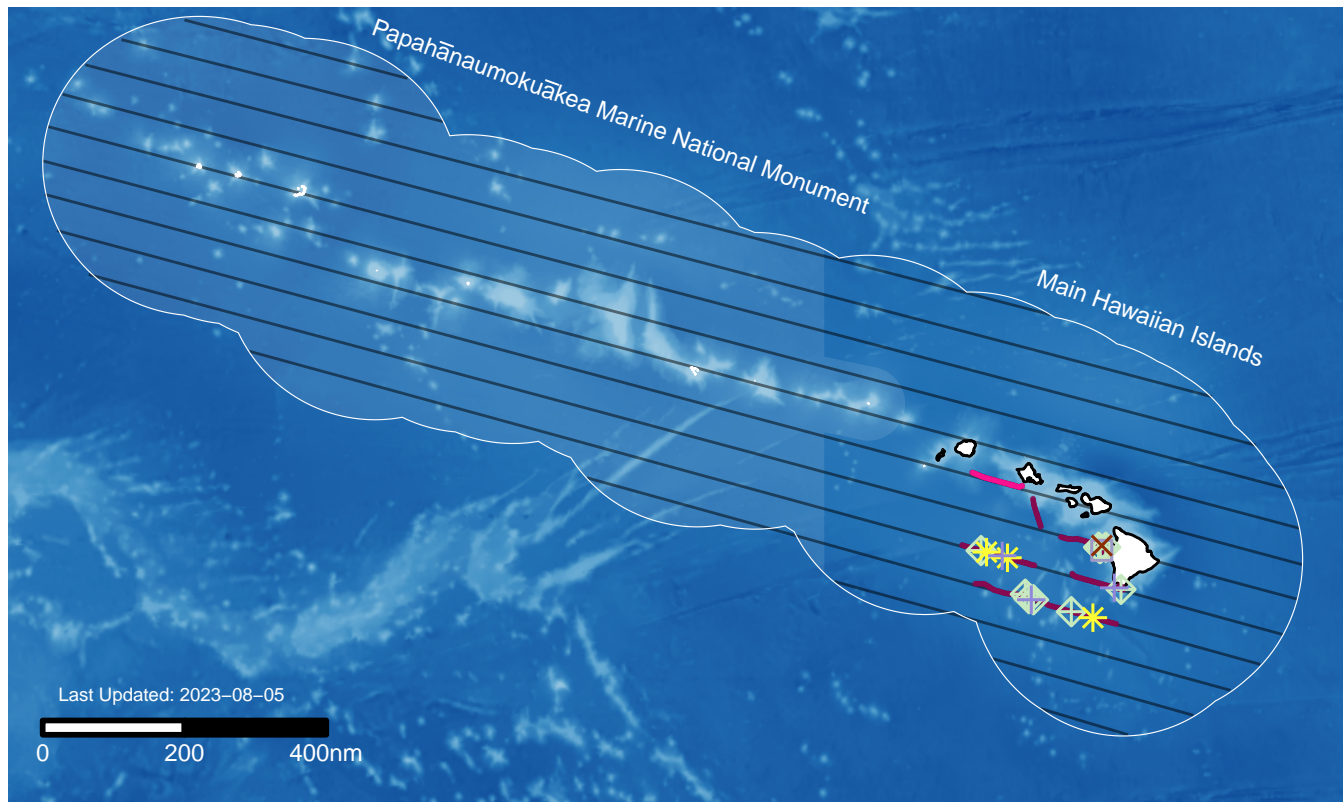 Papahānaumokuākea Marine National Monument
Main Hawaiian Islands
Last Updated: 2023−08−05
0 200 400nm